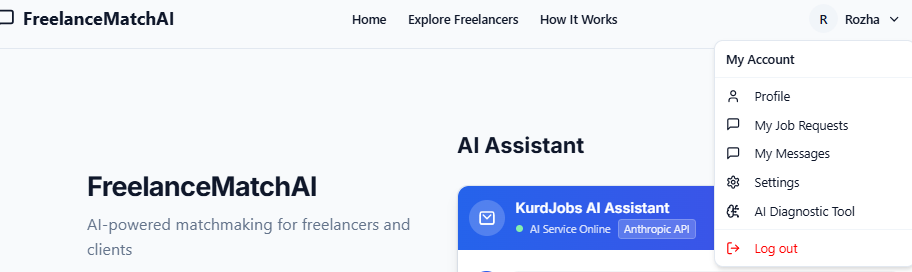 FreelanceMatchAI
Home
Explore Freelancers
How It Works
R
Rozha
My Account
Profile
My Job Requests
My Messages
Settings
AI Diagnostic Tool
Log out
FreelanceMatchAI
AI-powered matchmaking for freelancers and
clients
AI Assistant
KurdJobs AI Assistant
AI Service Online
Anthropic API